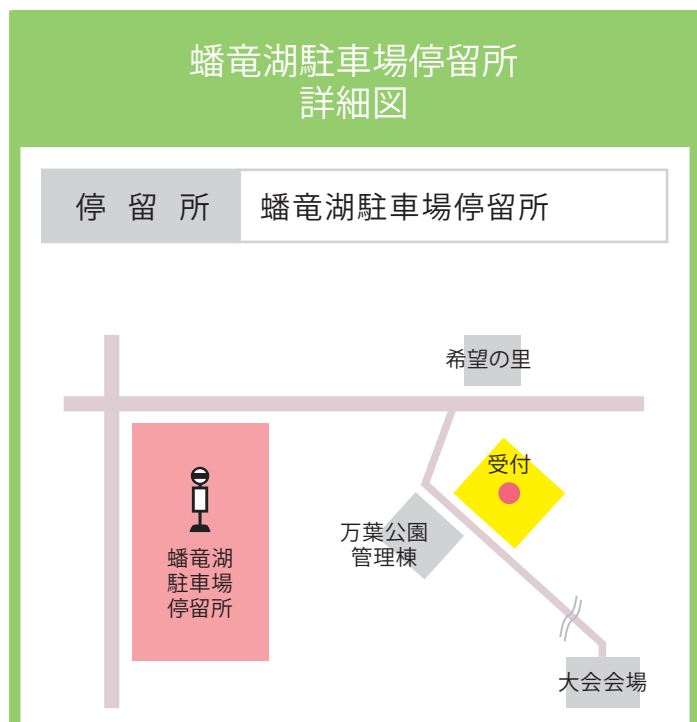 蟠竜湖駐車場停留所
詳細図
停留所 蟠竜湖駐車場停留所
希望の里
受付
万葉公園
管理棟
蟠竜湖
駐車場
停留所
大会会場